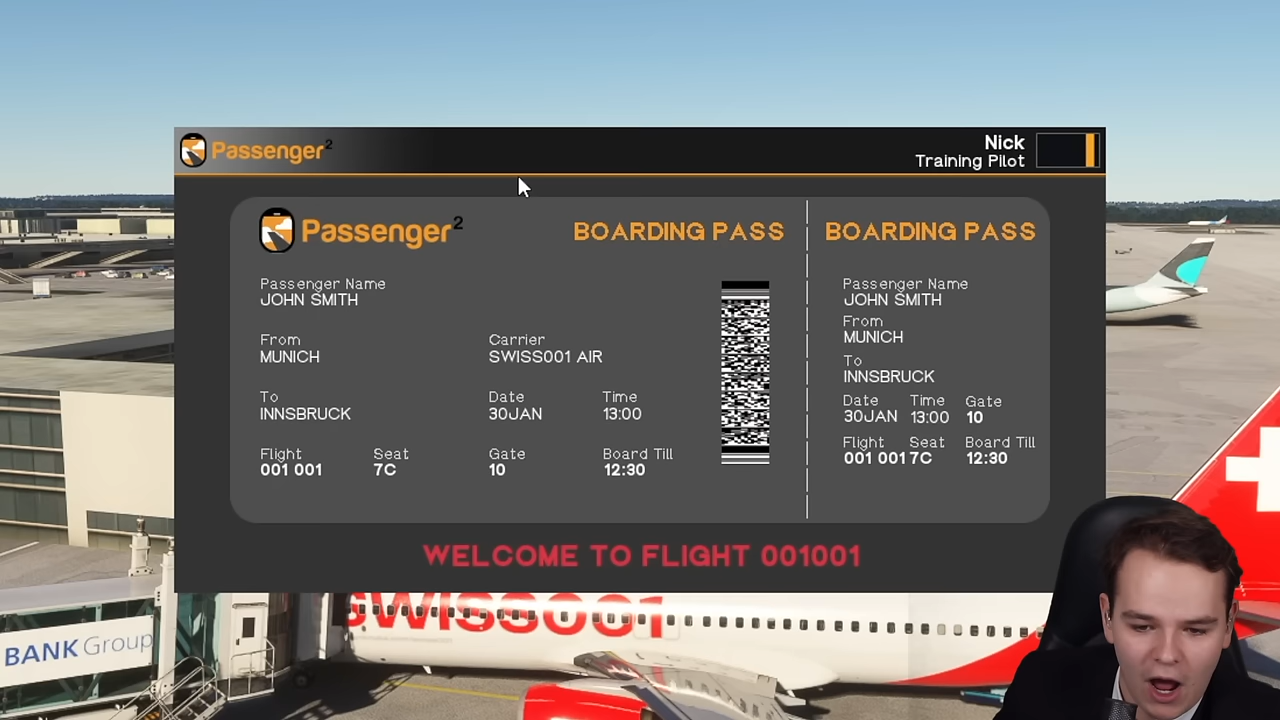 Passenger²
Nick
Training Pilot
Passenger²
BOARDING PASS
Passenger Name
JOHN SMITH
From
MUNICH
Carrier
SWISS001 AIR
To
INNSBRUCK
Date
30JAN
Time
13:00
Flight
001 001
Seat
7C
Gate
10
Board Till
12:30
BOARDING PASS
Passenger Name
JOHN SMITH
From
MUNICH
To
INNSBRUCK
Date Time Gate
30JAN 13:00 10
Flight Seat Board Till
001 001 7C 12:30
WELCOME TO FLIGHT 001001
SWISS001
BANK Group